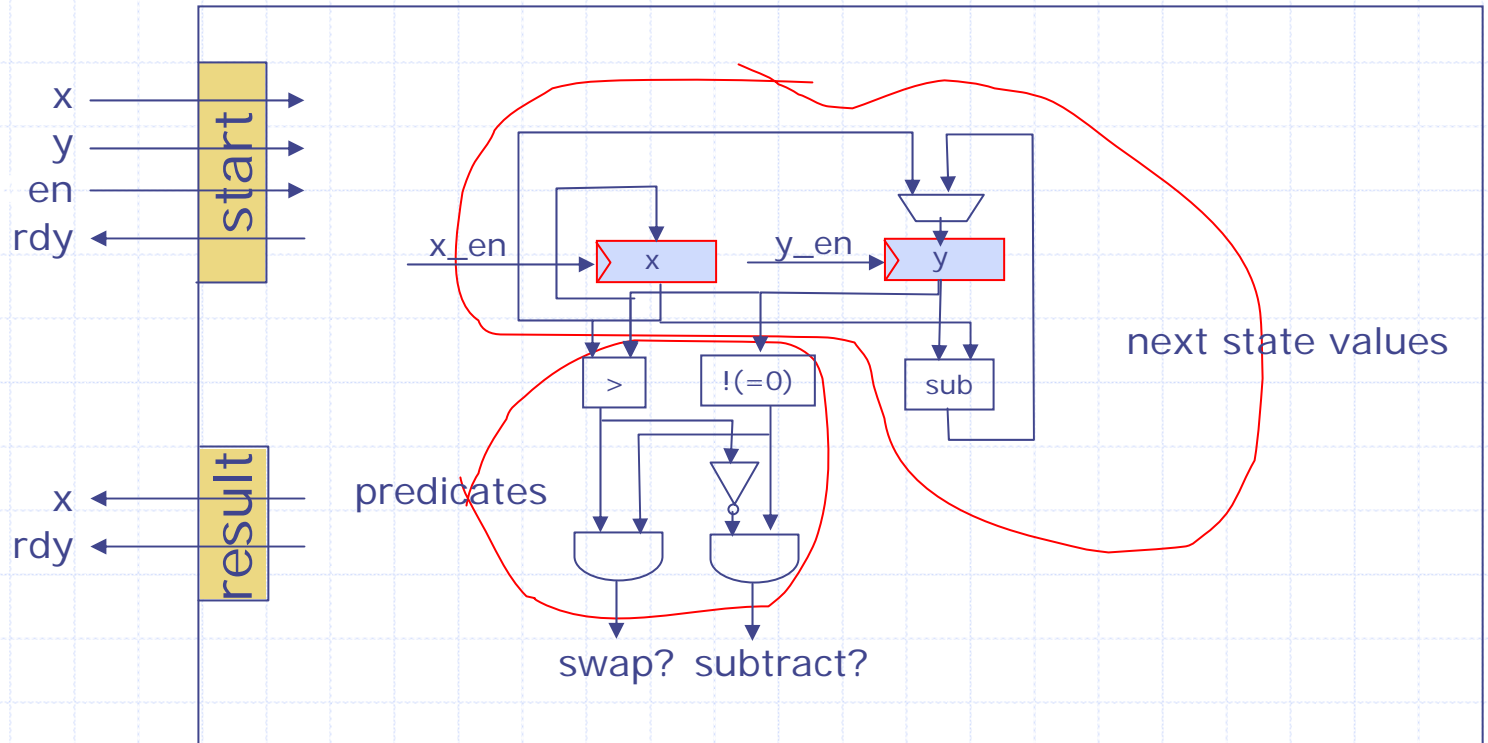 x
y
en
rdy
start
x_en
x
y_en
y
next state values
>
!(=0)
sub
predicates
x
rdy
result
swap?
subtract?